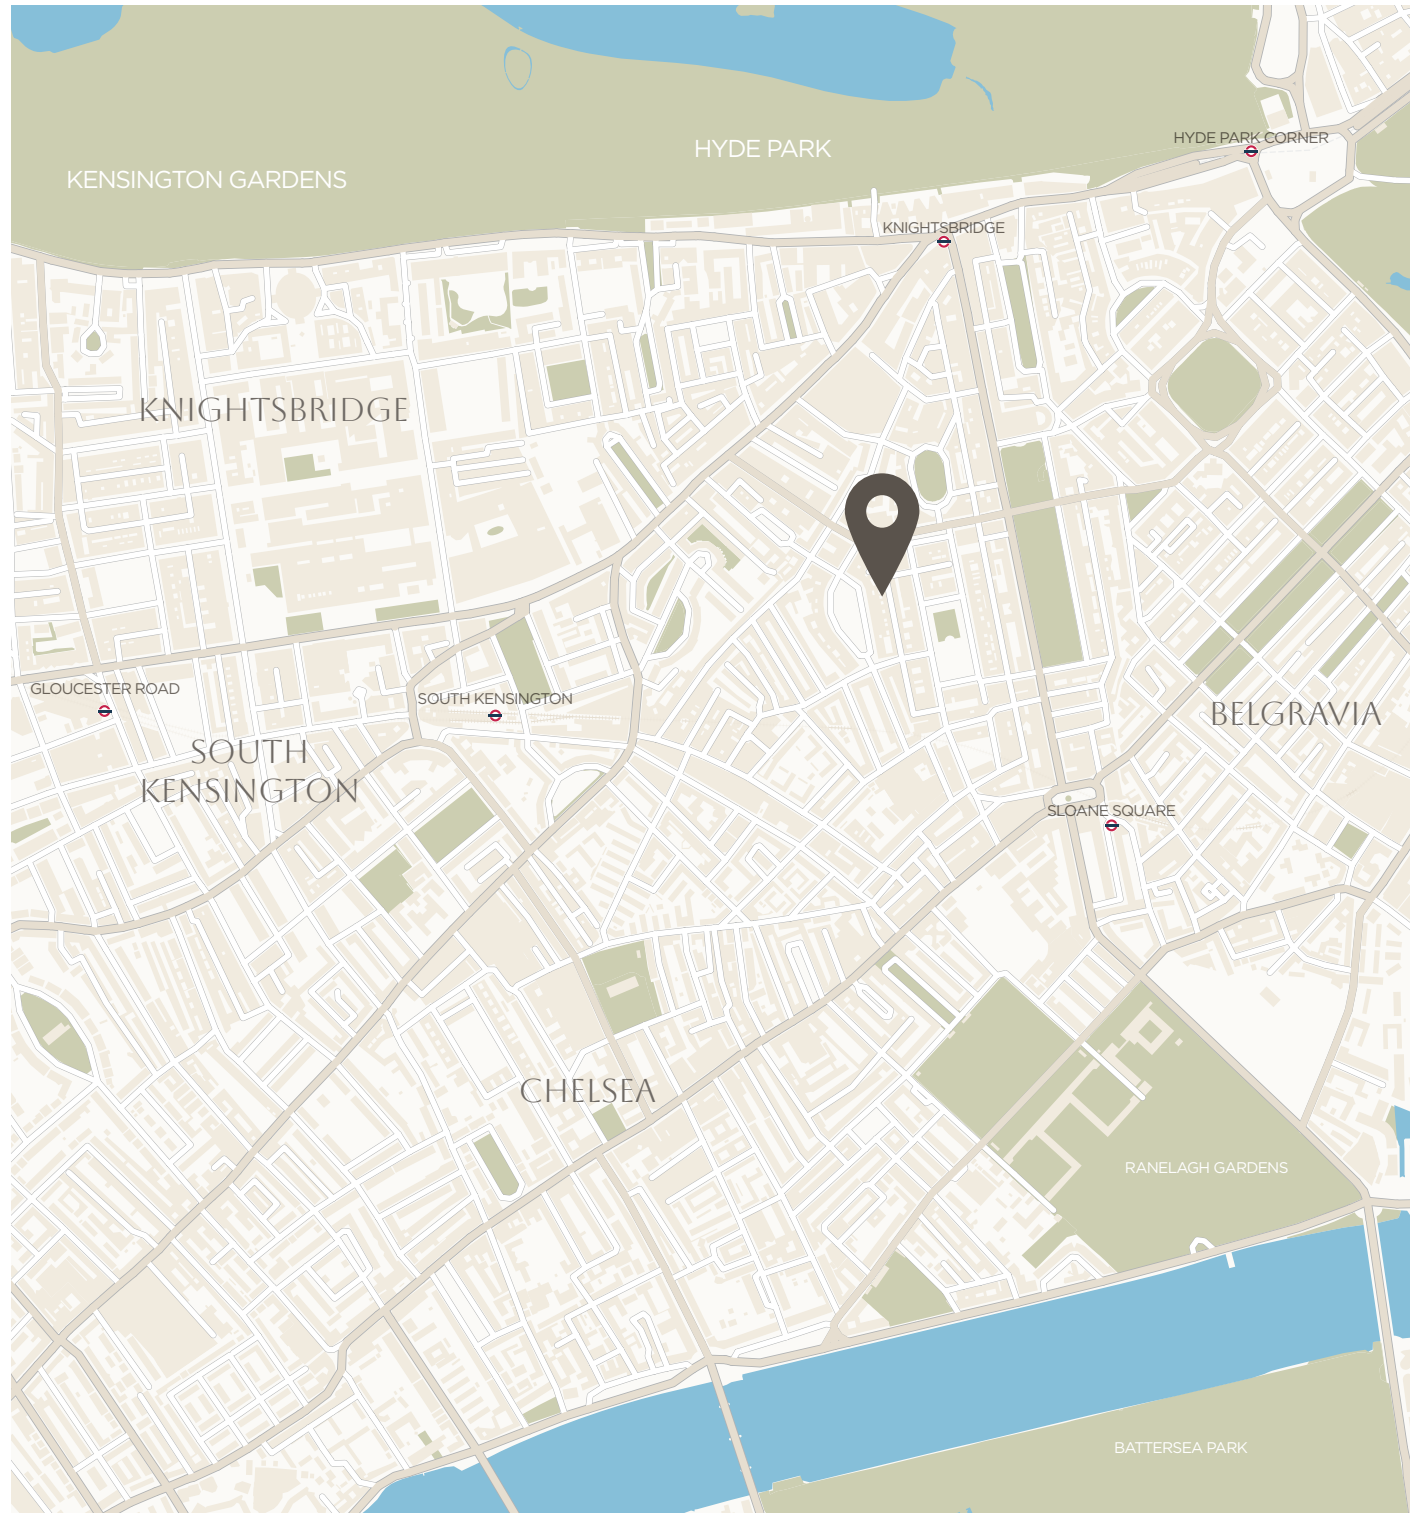 HYDE PARK CORNER
HYDE PARK
KENSINGTON GARDENS
KNIGHTSBRIDGE
KNIGHTSBRIDGE
GLOUCESTER ROAD
SOUTH KENSINGTON
BELGRAVIA
SOUTH
KENSINGTON
SLOANE SQUARE
CHELSEA
RANELAGH GARDENS
BATTERSEA PARK